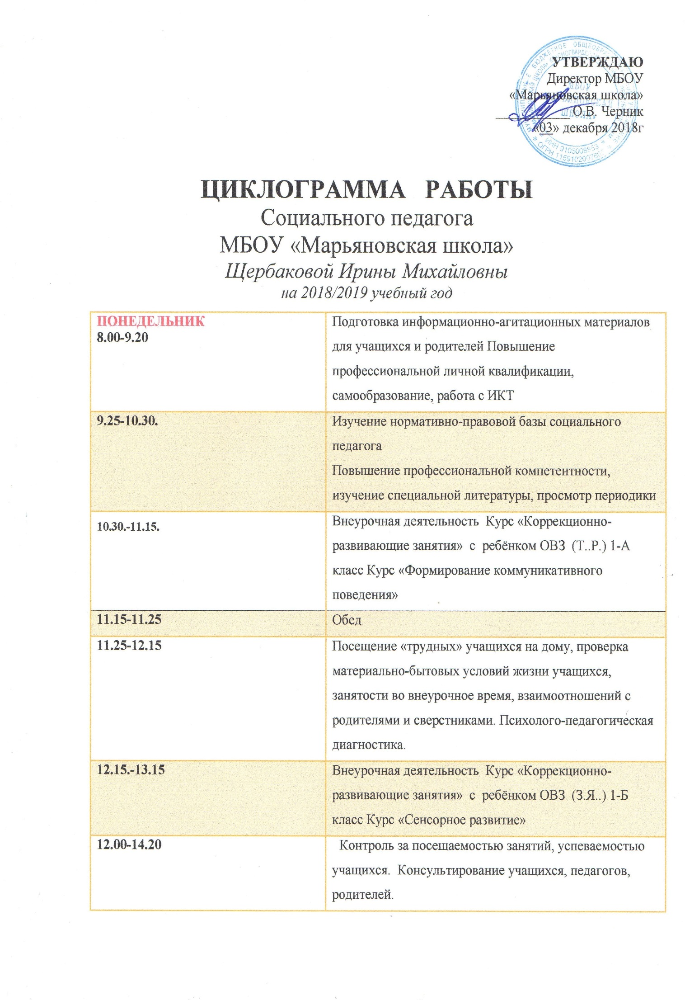 УТВЕРЖДАЮ
Директор МБОУ
«Марьяновская школа»
____________ О.В. Черник
«03» декабря 2018г
МБОУ
ШКОЛА
ИНН
ОГРН
ЦИКЛОГРАММА РАБОТЫ
Социального педагога
МБОУ «Марьяновская школа»
Щербаковой Ирины Михайловны
на 2018/2019 учебный год
ПОНЕДЕЛЬНИК
8.00-9.20
Подготовка информационно-агитационных материалов
для учащихся и родителей Повышение
профессиональной личной квалификации,
самообразование, работа с ИКТ
9.25-10.30.
Изучение нормативно-правовой базы социального
педагога
Повышение профессиональной компетентности,
изучение специальной литературы, просмотр периодики
10.30.-11.15.
Внеурочная деятельность Курс «Коррекционно-
развивающие занятия» с ребёнком ОВЗ (Т..Р.) 1-А
класс Курс «Формирование коммуникативного
поведения»
11.15-11.25
Обед
11.25-12.15
Посещение «трудных» учащихся на дому, проверка
материально-бытовых условий жизни учащихся,
занятости во внеурочное время, взаимоотношений с
родителями и сверстниками. Психолого-педагогическая
диагностика.
12.15.-13.15
Внеурочная деятельность Курс «Коррекционно-
развивающие занятия» с ребёнком ОВЗ (З.Я..) 1-Б
класс Курс «Сенсорное развитие»
12.00-14.20
Контроль за посещаемостью занятий, успеваемостью
учащихся. Консультирование учащихся, педагогов,
родителей.